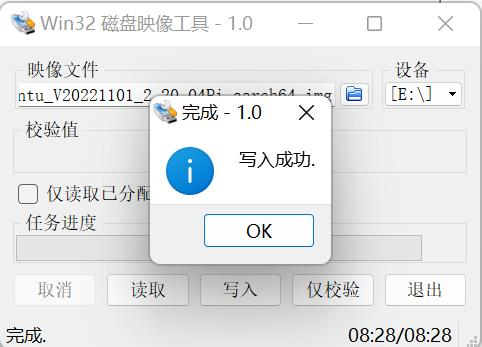 Win32 磁盘映像工具 - 1.0
映像文件
设备
ntu_V20221101_2_20_04Pi_aarch64.img
[E:\]
完成 - 1.0
校验值
写入成功.
仅读取已分配
OK
任务进度
取消
读取
写入
仅校验
退出
完成.
08:28/08:28